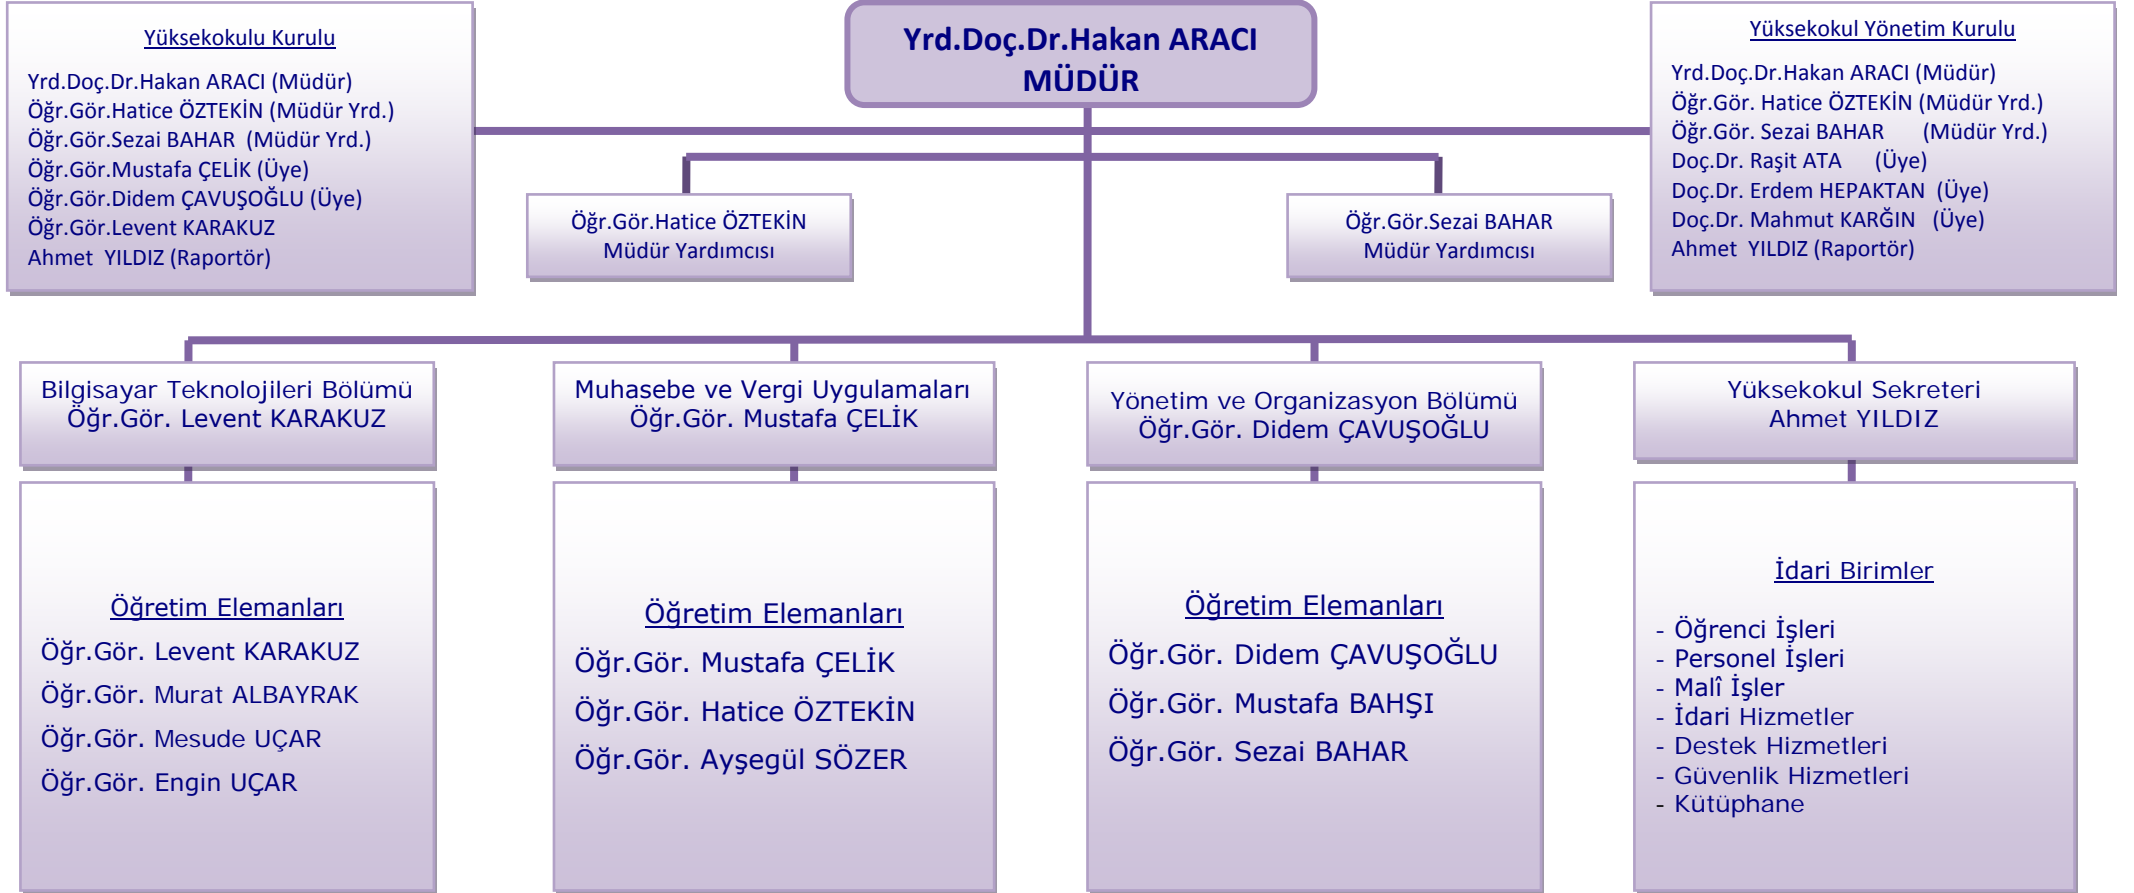 Yüksekokulu Kurulu
Yrd.Doç.Dr.Hakan ARACI (Müdür)
Öğr.Gör.Hatice ÖZTEKİN (Müdür Yrd.)
Öğr.Gör.Sezai BAHAR (Müdür Yrd.)
Öğr.Gör.Mustafa ÇELİK (Üye)
Öğr.Gör.Didem ÇAVUŞOĞLU (Üye)
Öğr.Gör.Levent KARAKUZ
Ahmet YILDIZ (Raportör)
Yrd.Doç.Dr.Hakan ARACI
MÜDÜR
Yüksekokul Yönetim Kurulu
Yrd.Doç.Dr.Hakan ARACI (Müdür)
Öğr.Gör. Hatice ÖZTEKİN (Müdür Yrd.)
Öğr.Gör. Sezai BAHAR (Müdür Yrd.)
Doç.Dr. Raşit ATA (Üye)
Doç.Dr. Erdem HEPAKTAN (Üye)
Doç.Dr. Mahmut KARĞIN (Üye)
Ahmet YILDIZ (Raportör)
Öğr.Gör.Hatice ÖZTEKİN
Müdür Yardımcısı
Öğr.Gör.Sezai BAHAR
Müdür Yardımcısı
Bilgisayar Teknolojileri Bölümü
Öğr.Gör. Levent KARAKUZ
Muhasebe ve Vergi Uygulamaları
Öğr.Gör. Mustafa ÇELİK
Yönetim ve Organizasyon Bölümü
Öğr.Gör. Didem ÇAVUŞOĞLU
Yüksekokul Sekreteri
Ahmet YILDIZ
Öğretim Elemanları
Öğr.Gör. Levent KARAKUZ
Öğr.Gör. Murat ALBAYRAK
Öğr.Gör. Mesude UÇAR
Öğr.Gör. Engin UÇAR
Öğretim Elemanları
Öğr.Gör. Mustafa ÇELİK
Öğr.Gör. Hatice ÖZTEKİN
Öğr.Gör. Ayşegül SÖZER
Öğretim Elemanları
Öğr.Gör. Didem ÇAVUŞOĞLU
Öğr.Gör. Mustafa BAHŞI
Öğr.Gör. Sezai BAHAR
İdari Birimler
- Öğrenci İşleri
- Personel İşleri
- Malî İşler
- İdari Hizmetler
- Destek Hizmetleri
- Güvenlik Hizmetleri
- Kütüphane